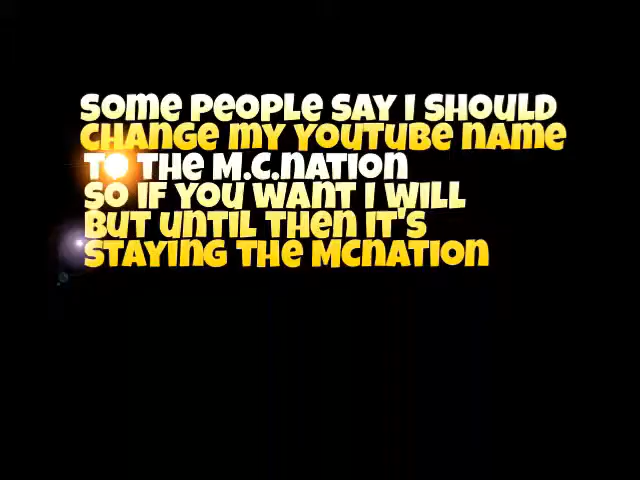 Some people say I should
change my youtube name
to the M.C.nation
So if you want I will
But until then it's
staying the MCnation